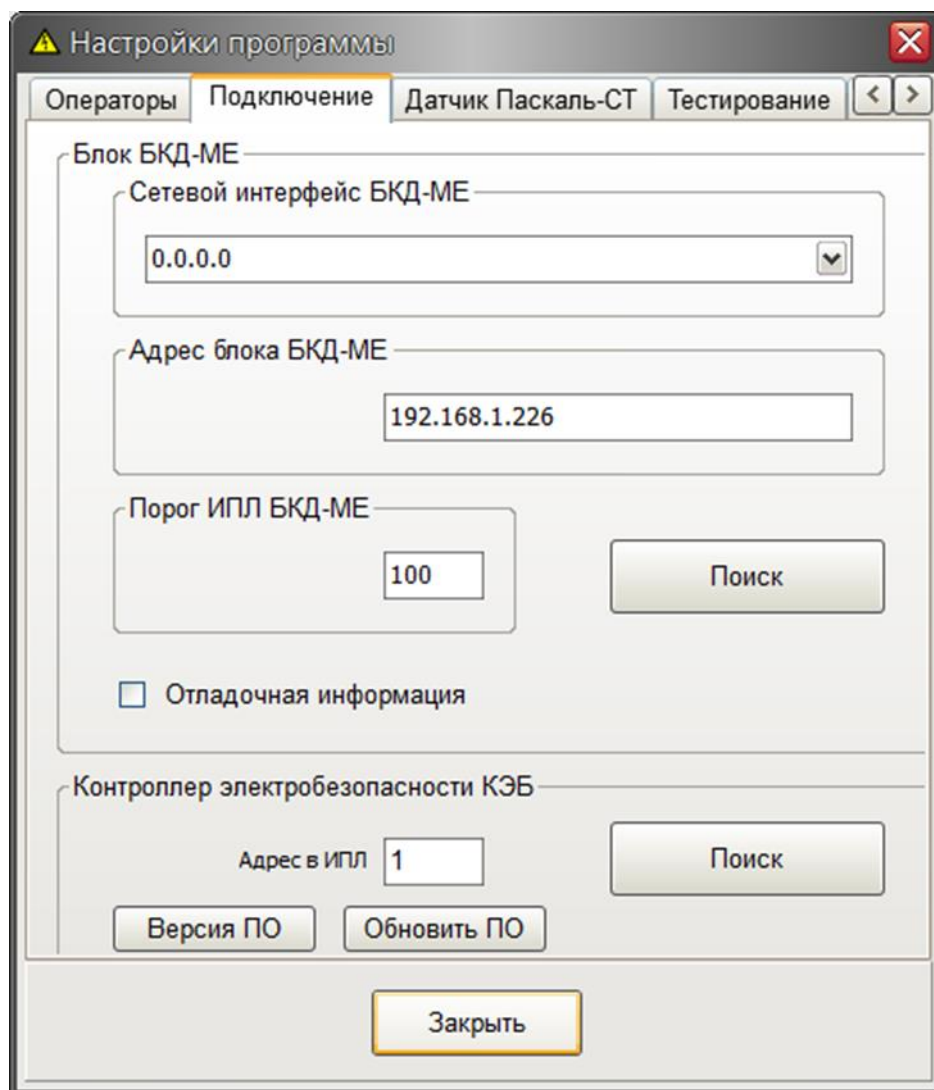 Настройки программы
Операторы Подключение Датчик Паскаль-СТ Тестирование
Блок БКД-МЕ
Сетевой интерфейс БКД-МЕ
0.0.0.0
Адрес блока БКД-МЕ
192.168.1.226
Порог ИПЛ БКД-МЕ
100 Поиск
Отладочная информация
Контроллер электробезопасности КЭБ
Адрес в ИПЛ 1 Поиск
Версия ПО Обновить ПО
Закрыть